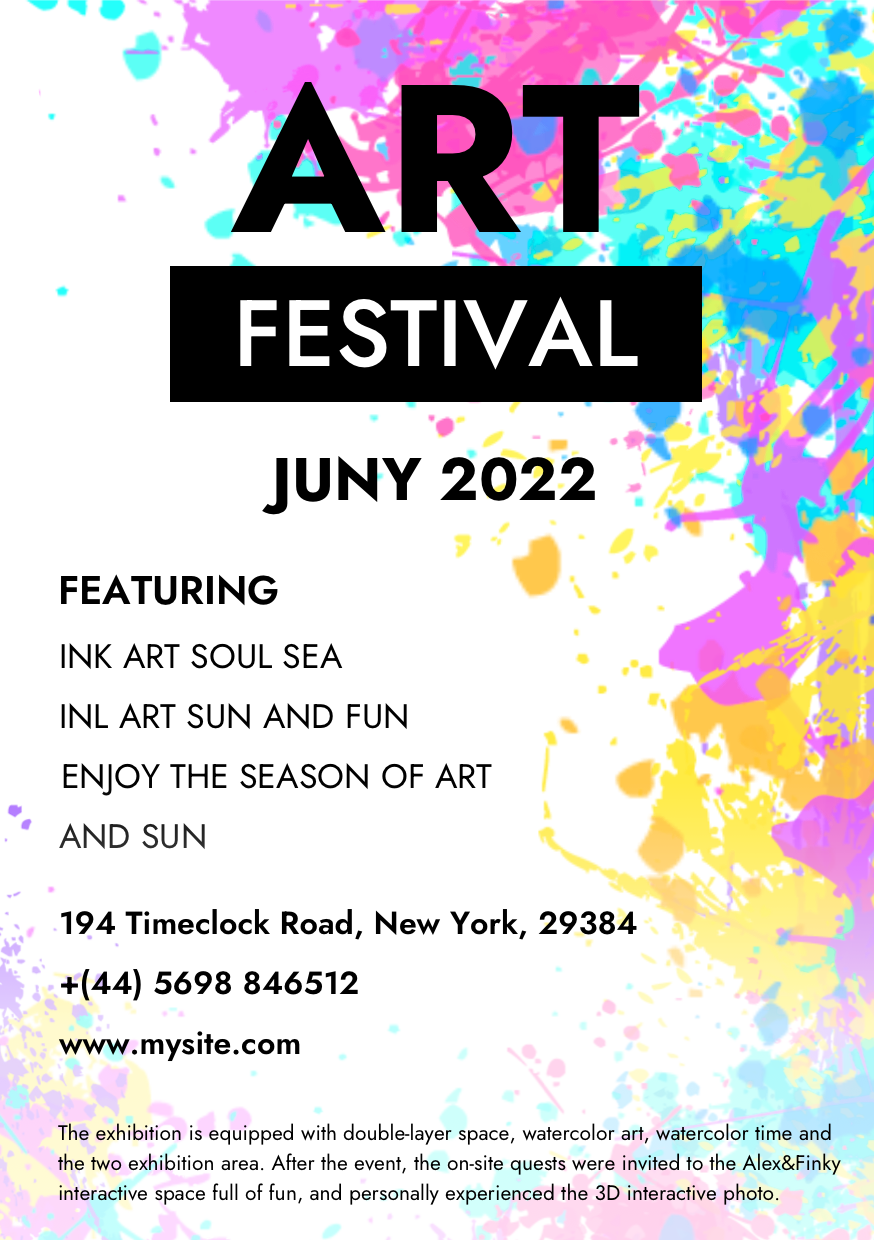 ART
FESTIVAL
JUNY 2022
FEATURING
INK ART SOUL SEA
INL ART SUN AND FUN
ENJOY THE SEASON OF ART
AND SUN
194 Timeclock Road, New York, 29384
+(44) 5698 846512
www.mysite.com
The exhibition is equipped with double-layer space, watercolor art, watercolor time and
the two exhibition area. After the event, the on-site quests were invited to the Alex&Finky
interactive space full of fun, and personally experienced the 3D interactive photo.